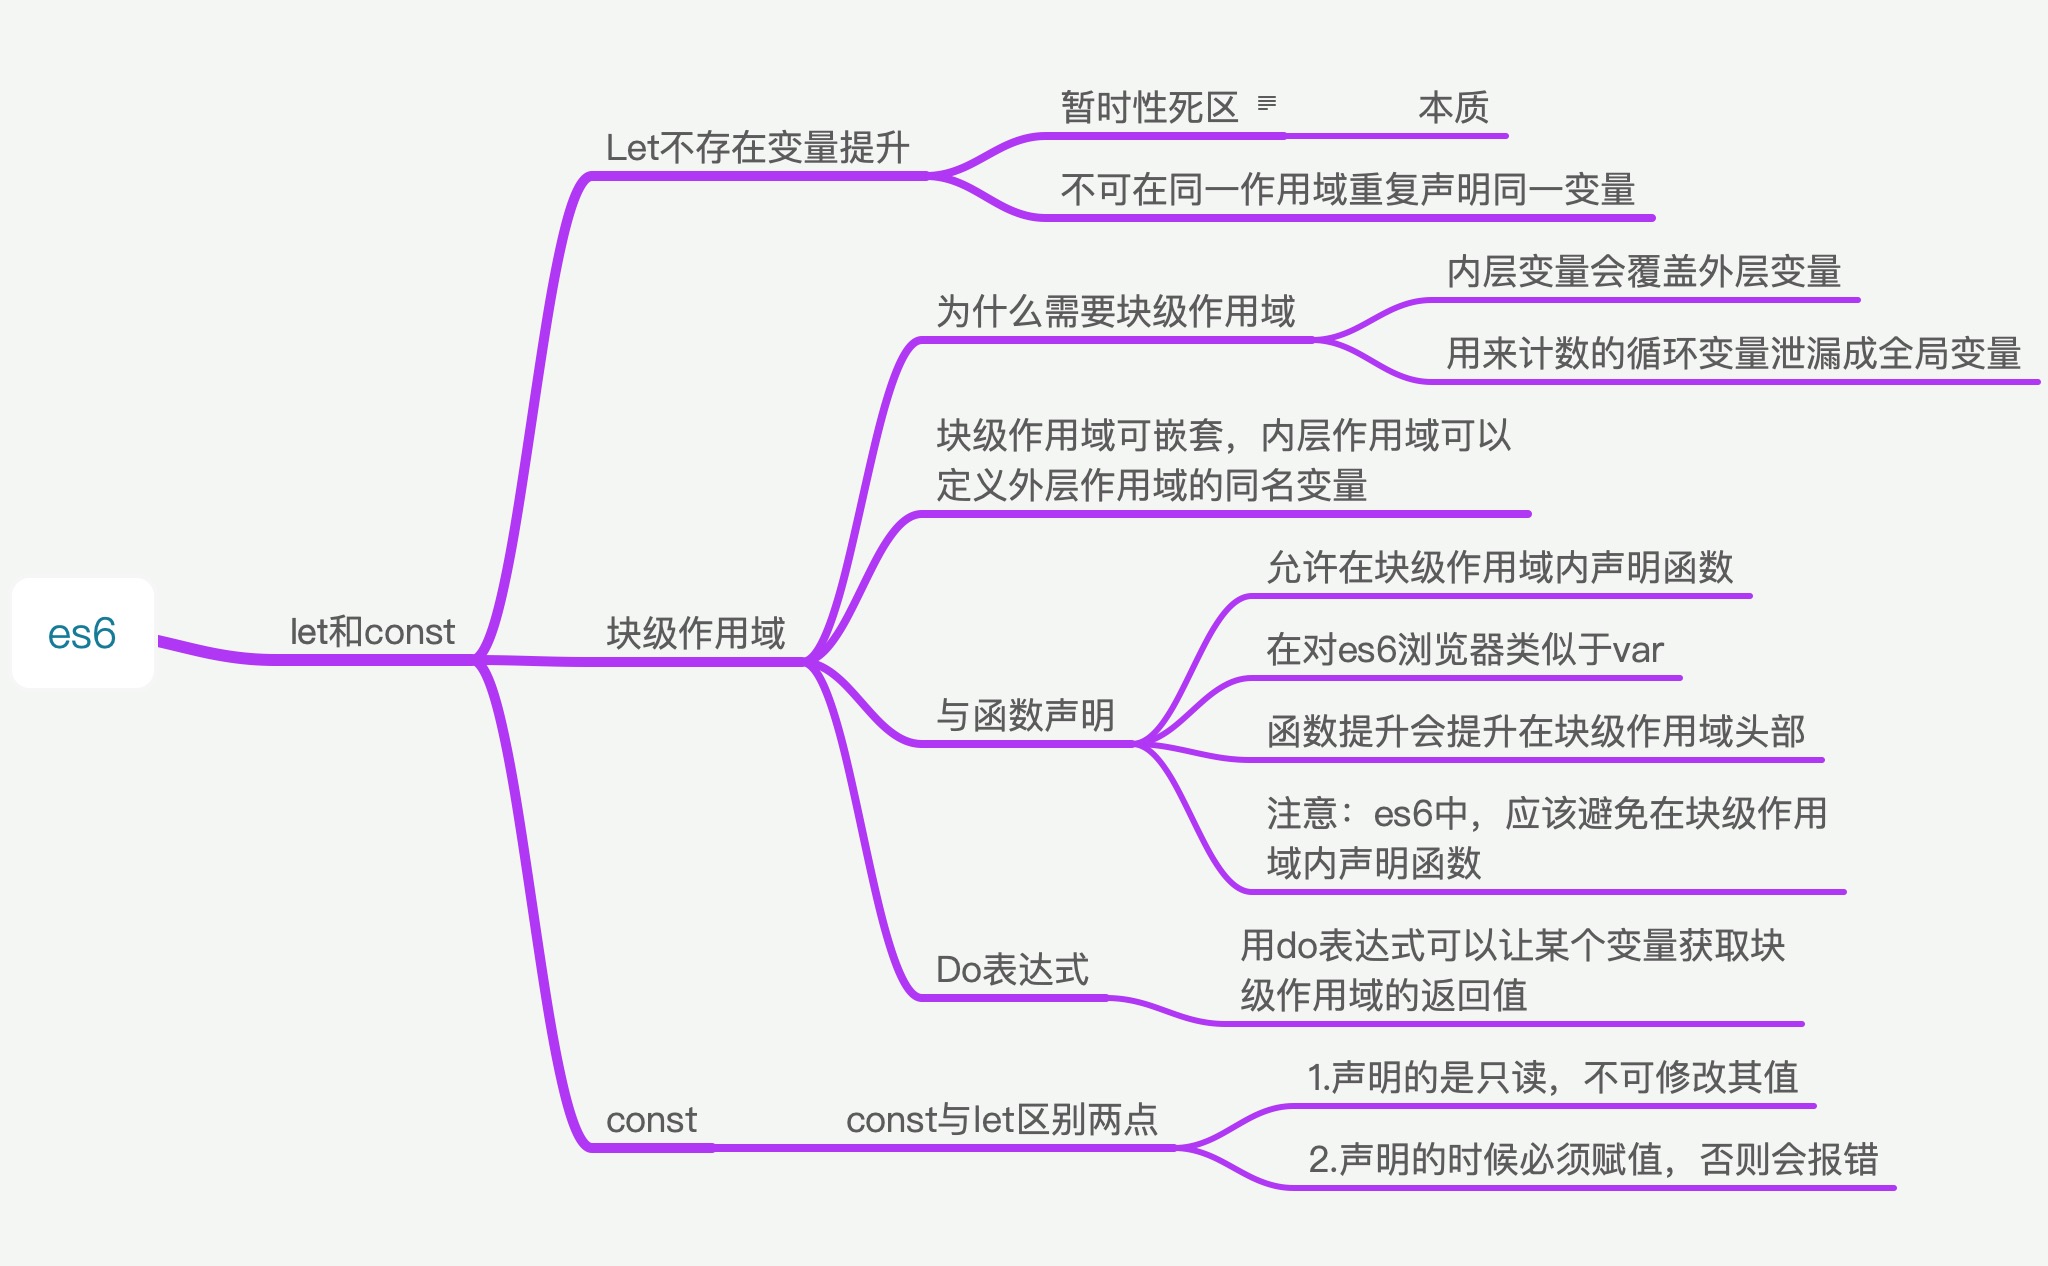 es6
let和const
Let不存在变量提升
暂时性死区
本质
不可在同一作用域重复声明同一变量
块级作用域
为什么需要块级作用域
内层变量会覆盖外层变量
用来计数的循环变量泄漏成全局变量
块级作用域可嵌套，内层作用域可以
定义外层作用域的同名变量
与函数声明
允许在块级作用域内声明函数
在对es6浏览器类似于var
函数提升会提升在块级作用域头部
注意：es6中，应该避免在块级作用
域内声明函数
Do表达式
用do表达式可以让某个变量获取块
级作用域的返回值
const
const与let区别两点
1.声明的是只读，不可修改其值
2.声明的时候必须赋值，否则会报错